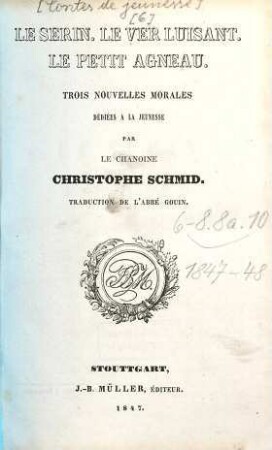 [Contes de jeunesse]
[6]
LE SERIN. LE VER LUISANT.
LE PETIT AGNEAU.
TROIS NOUVELLES MORALES
DÉDIÉES A LA JEUNESSE
PAR
LE CHANOINE
CHRISTOPHE SCHMID.
TRADUCTION DE L'ABBÉ GOUIN.
6-8.8a.10
1847-48
STOUTTGART,
J.-B. MÜLLER, ÉDITEUR.
1847.